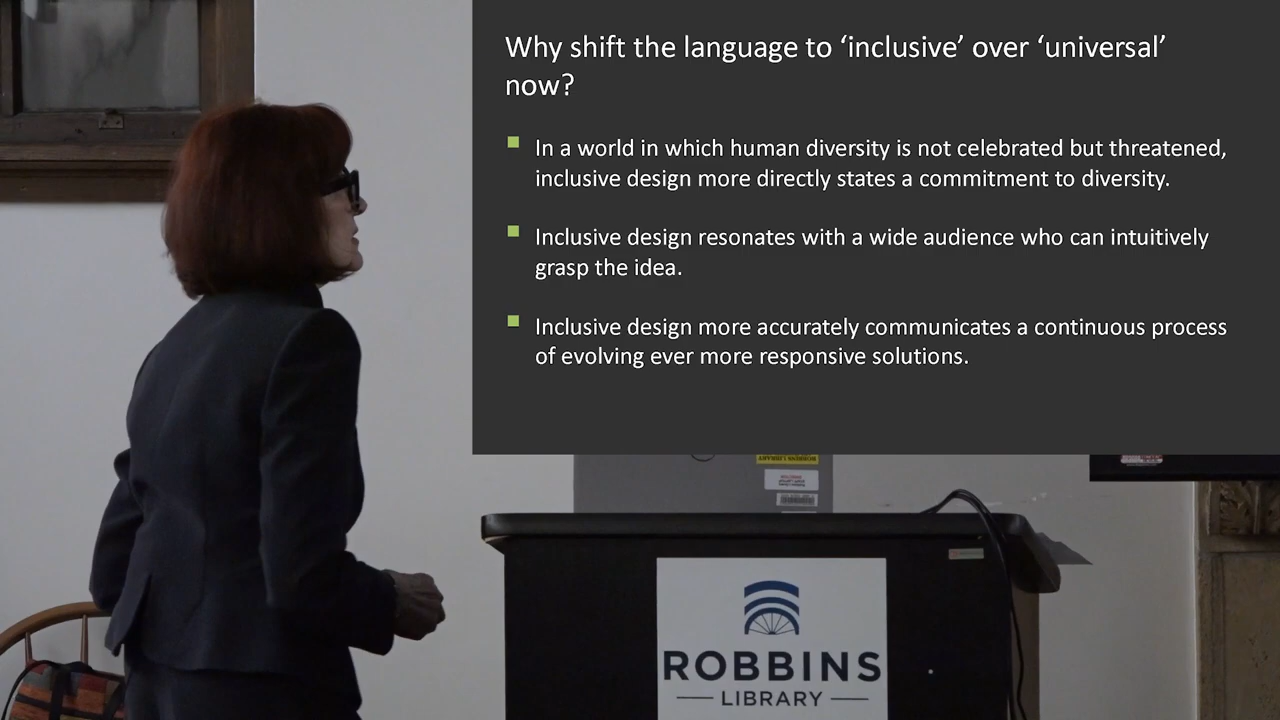 Why shift the language to ‘inclusive’ over ‘universal’
now?
In a world in which human diversity is not celebrated but threatened,
inclusive design more directly states a commitment to diversity.
Inclusive design resonates with a wide audience who can intuitively
grasp the idea.
Inclusive design more accurately communicates a continuous process
of evolving ever more responsive solutions.
ROBBINS LIBRARY
ROBBINS
LIBRARY